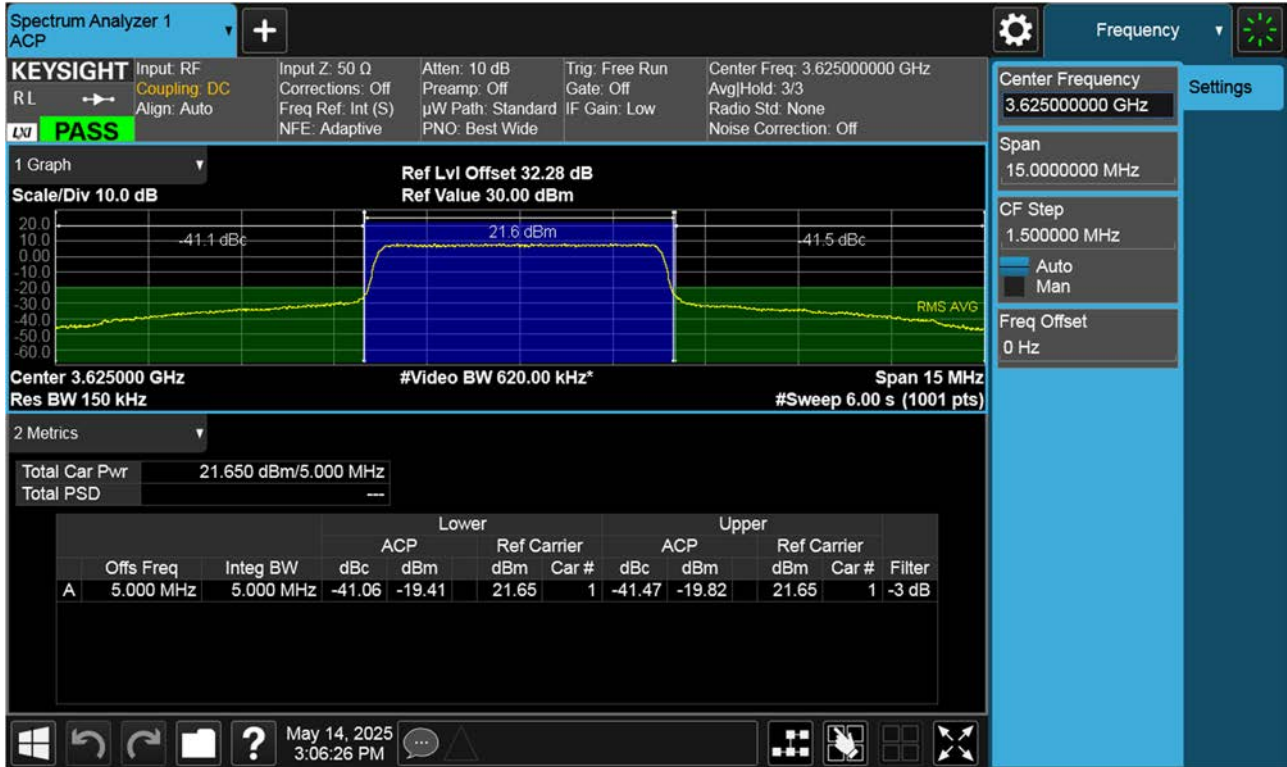 Spectrum Analyzer 1
ACP
Frequency
KEYSIGHT
RL
LXI PASS
Input: RF
Coupling: DC
Align: Auto
Input Z: 50 Ω
Corrections: Off
Freq Ref: Int (S)
NFE: Adaptive
Atten: 10 dB
Preamp: Off
µW Path: Standard
PNO: Best Wide
Trig: Free Run
Gate: Off
IF Gain: Low
Center Freq: 3.625000000 GHz
Avg|Hold: 3/3
Radio Std: None
Noise Correction: Off
Center Frequency
3.625000000 GHz
Settings
Span
15.0000000 MHz
CF Step
1.500000 MHz
Auto
Man
Freq Offset
0 Hz
1 Graph
Scale/Div 10.0 dB
Ref Lvl Offset 32.28 dB
Ref Value 30.00 dBm
20.0
10.0
0.00
-10.0
-20.0
-30.0
-40.0
-50.0
-60.0
-41.1 dBc
21.6 dBm
-41.5 dBc
RMS AVG
Center 3.625000 GHz
#Video BW 620.00 kHz*
Span 15 MHz
Res BW 150 kHz
#Sweep 6.00 s (1001 pts)
2 Metrics
Total Car Pwr 21.650 dBm/5.000 MHz
Total PSD ---
Lower Upper
ACP Ref Carrier ACP Ref Carrier
Offs Freq Integ BW dBc dBm dBm Car # dBc dBm dBm Car # Filter
A 5.000 MHz 5.000 MHz -41.06 -19.41 21.65 1 -41.47 -19.82 21.65 1 -3 dB
?
May 14, 2025
3:06:26 PM